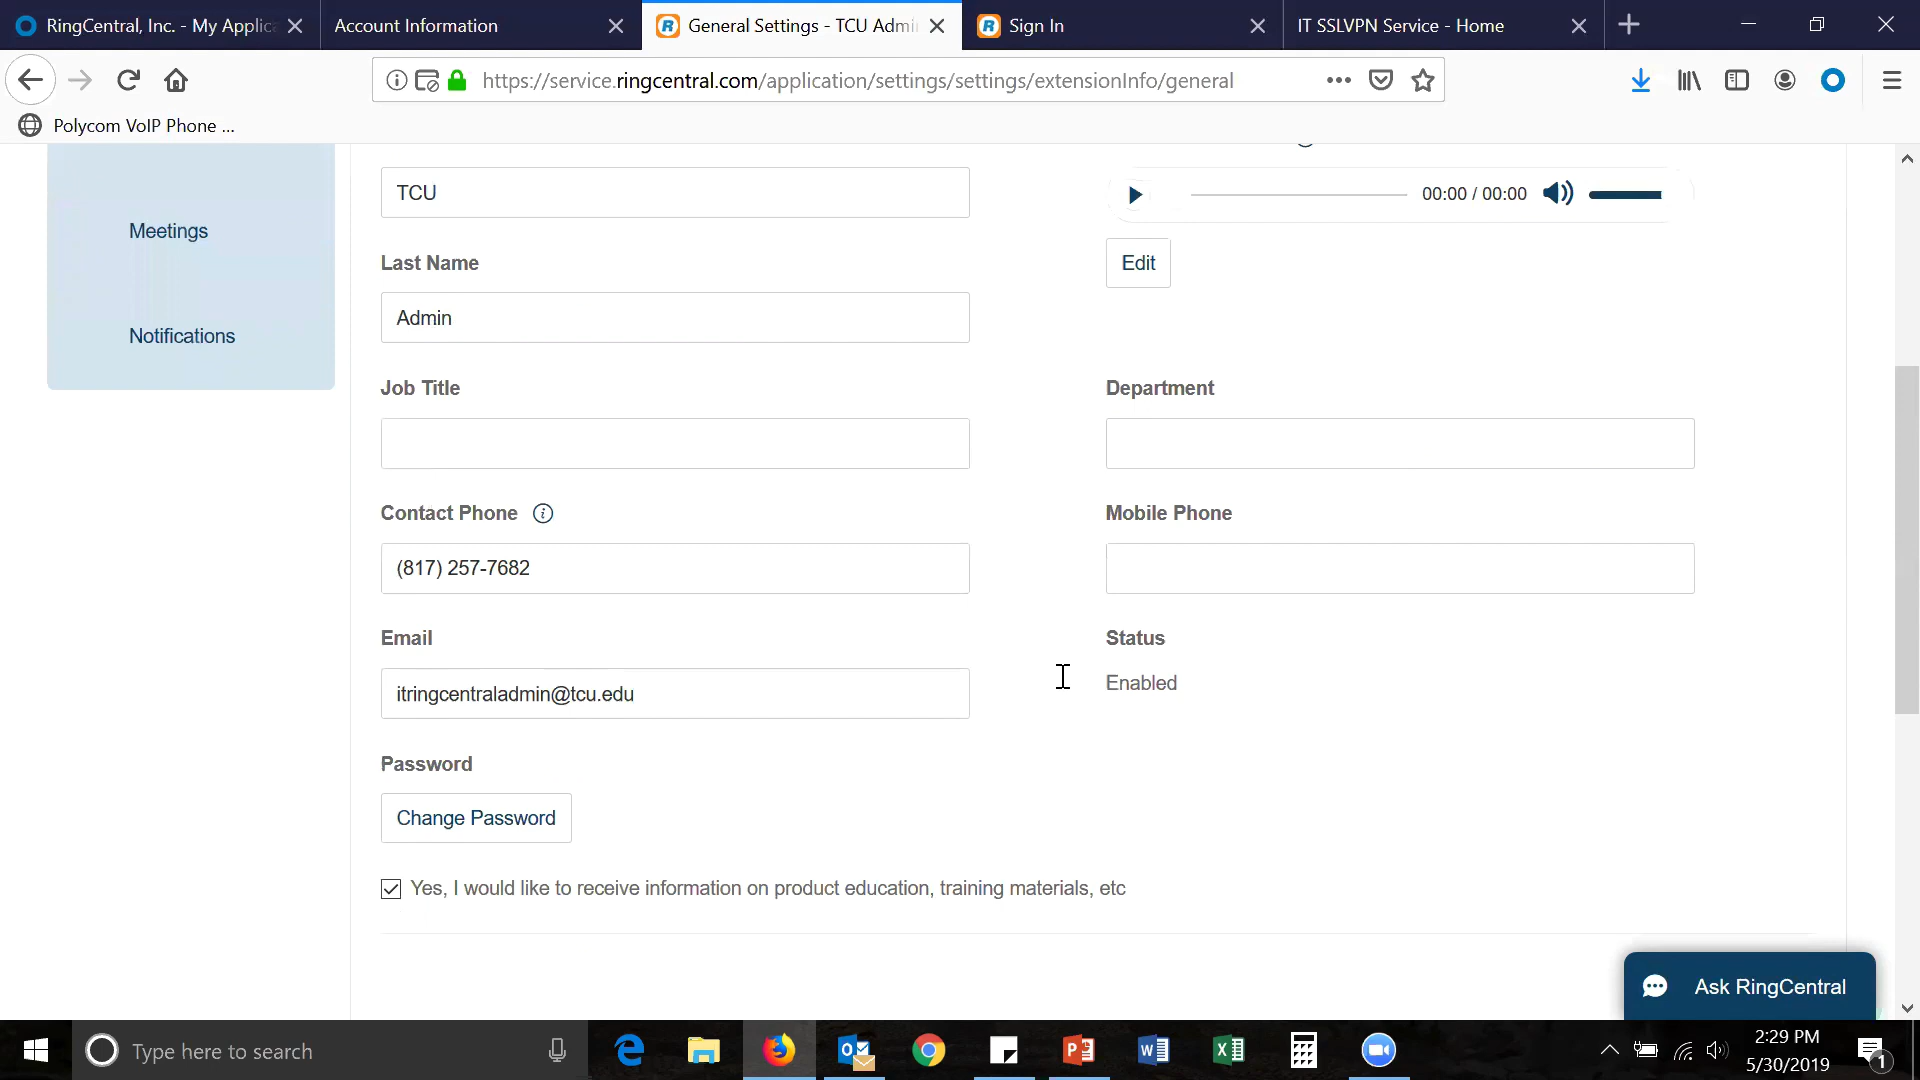 RingCentral, Inc. - My Applica
Account Information
General Settings - TCU Admi
Sign In
IT SSLVPN Service - Home
https://service.ringcentral.com/application/settings/settings/extensionInfo/general
Polycom VoIP Phone ...
TCU
00:00 / 00:00
Meetings
Last Name
Edit
Admin
Notifications
Job Title
Department
Contact Phone
Mobile Phone
(817) 257-7682
Email
Status
itringcentraladmin@tcu.edu
Enabled
Password
Change Password
Yes, I would like to receive information on product education, training materials, etc
Ask RingCentral
Type here to search
2:29 PM
5/30/2019
1